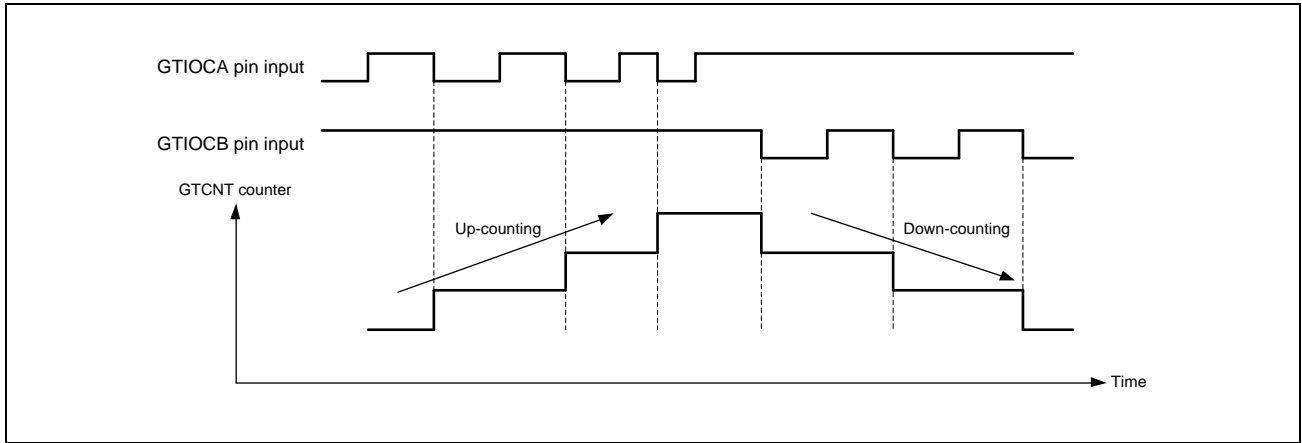 GTIOCA pin input
GTIOCB pin input
GTCNT counter
Up-counting
Down-counting
Time